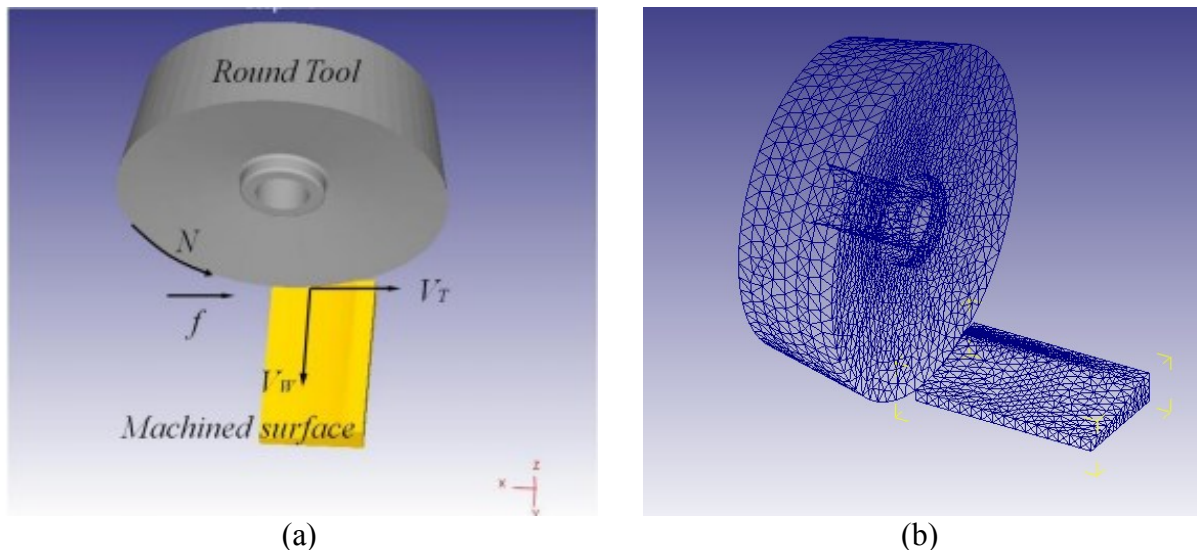 Round Tool
N
V_T
f
V_W
Machined surface
z
x
Y
(a)
(b)